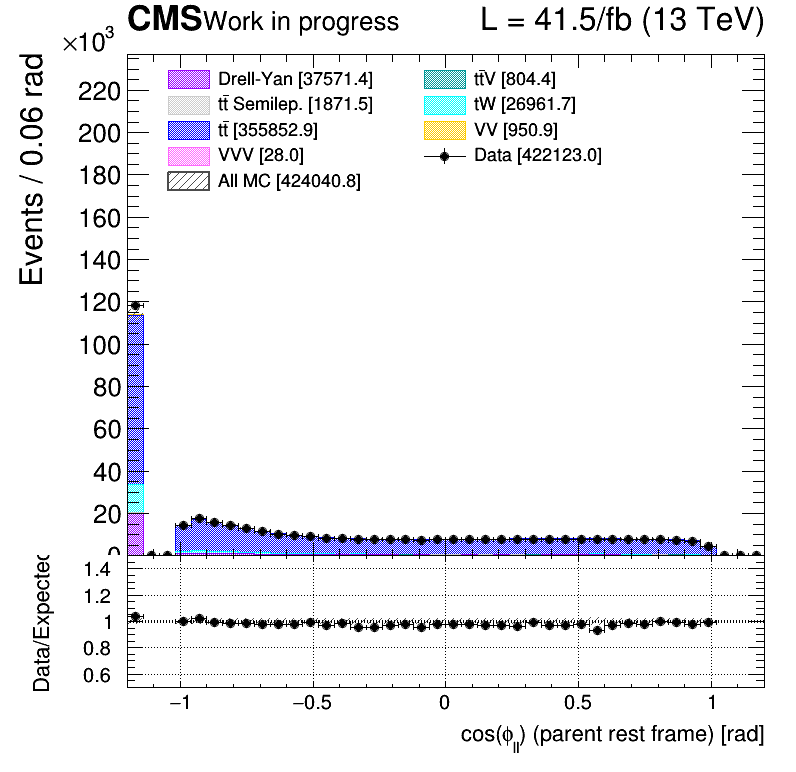 CMS Work in progress L = 41.5/fb (13 TeV)
×10³
Drell-Yan [37571.4]
tt̄ Semilep. [1871.5]
tt̄ [355852.9]
VVV [28.0]
All MC [424040.8]
tt̄V [804.4]
tW [26961.7]
VV [950.9]
Data [422123.0]
Events / 0.06 rad
220
200
180
160
140
120
100
80
60
40
20
0
Data/Expected
1.4
1.2
1
0.8
0.6
−1 −0.5 0 0.5 1
cos(ϕll) (parent rest frame) [rad]